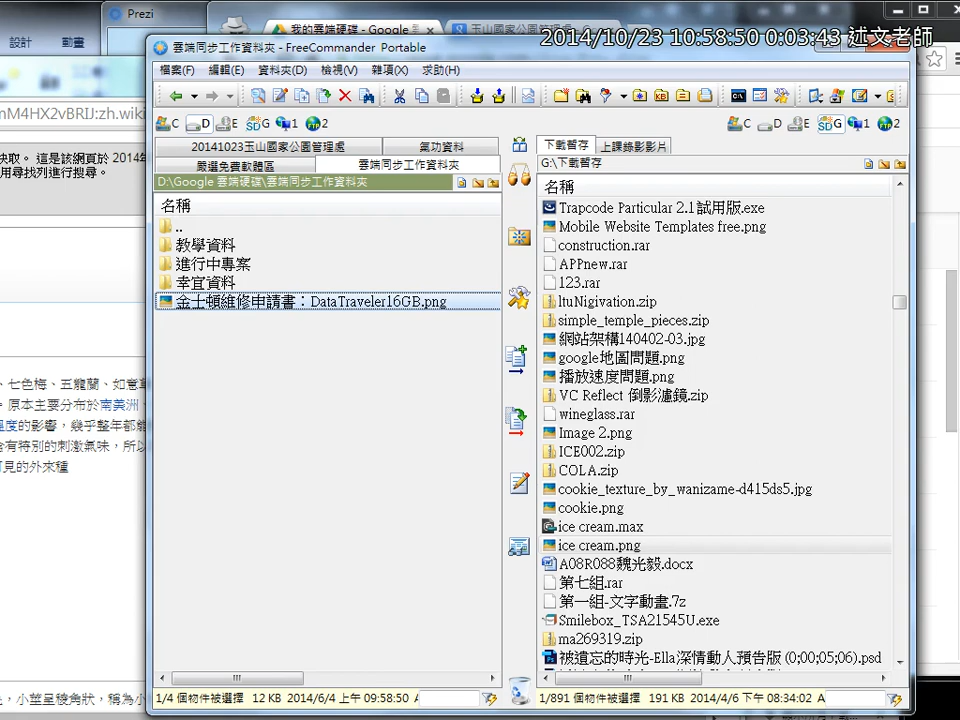 Prezi
我的雲端硬碟 - Google
玉山國家公園管理處
2014/10/23 10:58:50 0:03:43 述文老師
設計 動畫
雲端同步工作資料夾 - FreeCommander Portable
檔案(F) 編輯(E) 資料夾(D) 檢視(V) 雜項(X) 求助(H)
mM4HX2vBRIJ:zh.wiki
C D E G 1 2
C D E G 1 2
20141023玉山國家公園管理處 氣功資料
嚴選免費軟體區 雲端同步工作資料夾
下載暫存 上課錄影影片
D:\Google 雲端硬碟\雲端同步工作資料夾
G:\下載暫存
快取。 這是該網頁於 2014年
用尋找列進行搜尋。
名稱
..
教學資料
進行中專案
幸宜資料
金士頓維修申請書：DataTraveler16GB.png
名稱
Trapcode Particular 2.1試用版.exe
Mobile Website Templates free.png
construction.rar
APPnew.rar
123.rar
ltuNigivation.zip
simple_temple_pieces.zip
網站架構140402-03.jpg
google地圖問題.png
播放速度問題.png
VC Reflect 倒影濾鏡.zip
wineglass.rar
Image 2.png
ICE002.zip
COLA.zip
cookie_texture_by_wanizame-d415ds5.jpg
cookie.png
ice cream.max
ice cream.png
A08R088魏光毅.docx
第七組.rar
第一組-文字動畫.7z
Smilebox_TSA21545U.exe
ma269319.zip
被遺忘的時光-Ella深情動人預告版 (0;00;05;06).psd
、七色梅、五龍蘭、如意草
。原本主要分布於南美洲
溫度的影響，幾乎整年都能
含有特別的刺激氣味，所以
可見的外來種
，小莖呈稜角狀，稱為小
1/4 個物件被選擇 12 KB 2014/6/4 上午 09:58:50 A
1/891 個物件被選擇 191 KB 2014/4/6 下午 08:34:02 A